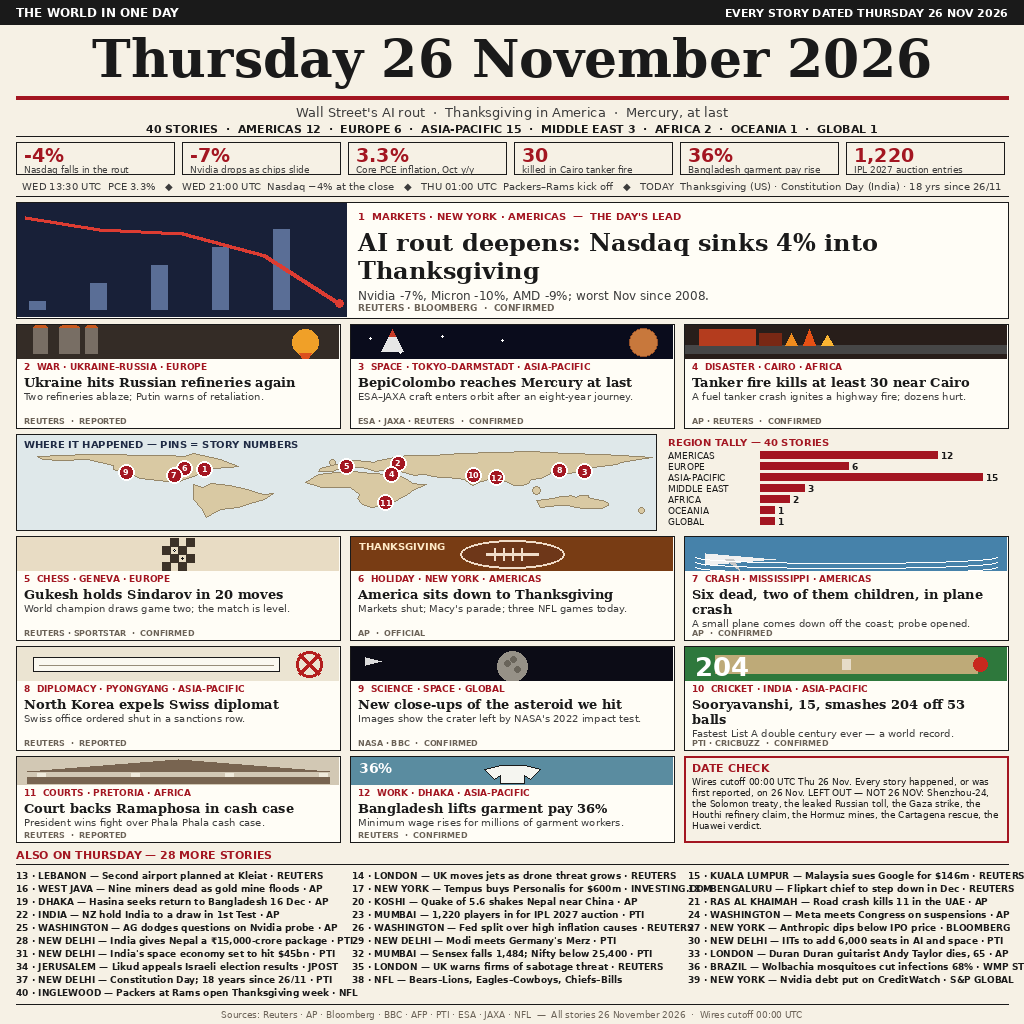 THE WORLD IN ONE DAY
EVERY STORY DATED THURSDAY 26 NOV 2026
Thursday 26 November 2026
Wall Street's AI rout · Thanksgiving in America · Mercury, at last
40 STORIES · AMERICAS 12 · EUROPE 6 · ASIA-PACIFIC 15 · MIDDLE EAST 3 · AFRICA 2 · OCEANIA 1 · GLOBAL 1
-4%
Nasdaq falls in the rout
-7%
Nvidia drops as chips slide
3.3%
Core PCE inflation, Oct y/y
30
killed in Cairo tanker fire
36%
Bangladesh garment pay rise
1,220
IPL 2027 auction entries
WED 13:30 UTC PCE 3.3% ◆ WED 21:00 UTC Nasdaq −4% at the close ◆ THU 01:00 UTC Packers–Rams kick off ◆ TODAY Thanksgiving (US) · Constitution Day (India) · 18 yrs since 26/11
1 MARKETS · NEW YORK · AMERICAS — THE DAY'S LEAD
AI rout deepens: Nasdaq sinks 4% into
Thanksgiving
Nvidia -7%, Micron -10%, AMD -9%; worst Nov since 2008.
REUTERS · BLOOMBERG · CONFIRMED
2 WAR · UKRAINE–RUSSIA · EUROPE
Ukraine hits Russian refineries again
Two refineries ablaze; Putin warns of retaliation.
REUTERS · REPORTED
3 SPACE · TOKYO–DARMSTADT · ASIA-PACIFIC
BepiColombo reaches Mercury at last
ESA–JAXA craft enters orbit after an eight-year journey.
ESA · JAXA · REUTERS · CONFIRMED
4 DISASTER · CAIRO · AFRICA
Tanker fire kills at least 30 near Cairo
A fuel tanker crash ignites a highway fire; dozens hurt.
AP · REUTERS · CONFIRMED
WHERE IT HAPPENED — PINS = STORY NUMBERS
9
7
6
1
5
2
4
11
10
12
8
3
REGION TALLY — 40 STORIES
AMERICAS 12
EUROPE 6
ASIA-PACIFIC 15
MIDDLE EAST 3
AFRICA 2
OCEANIA 1
GLOBAL 1
5 CHESS · GENEVA · EUROPE
Gukesh holds Sindarov in 20 moves
World champion draws game two; the match is level.
REUTERS · SPORTSTAR · CONFIRMED
THANKSGIVING
6 HOLIDAY · NEW YORK · AMERICAS
America sits down to Thanksgiving
Markets shut; Macy's parade; three NFL games today.
AP · OFFICIAL
7 CRASH · MISSISSIPPI · AMERICAS
Six dead, two of them children, in plane
crash
A small plane comes down off the coast; probe opened.
AP · CONFIRMED
8 DIPLOMACY · PYONGYANG · ASIA-PACIFIC
North Korea expels Swiss diplomat
Swiss office ordered shut in a sanctions row.
REUTERS · REPORTED
9 SCIENCE · SPACE · GLOBAL
New close-ups of the asteroid we hit
Images show the crater left by NASA's 2022 impact test.
NASA · BBC · CONFIRMED
204
10 CRICKET · INDIA · ASIA-PACIFIC
Sooryavanshi, 15, smashes 204 off 53
balls
Fastest List A double century ever — a world record.
PTI · CRICBUZZ · CONFIRMED
11 COURTS · PRETORIA · AFRICA
Court backs Ramaphosa in cash case
President wins fight over Phala Phala cash case.
REUTERS · REPORTED
36%
12 WORK · DHAKA · ASIA-PACIFIC
Bangladesh lifts garment pay 36%
Minimum wage rises for millions of garment workers.
REUTERS · CONFIRMED
DATE CHECK
Wires cutoff 00:00 UTC Thu 26 Nov. Every story happened, or was
first reported, on 26 Nov. LEFT OUT — NOT 26 NOV: Shenzhou-24,
the Solomon treaty, the leaked Russian toll, the Gaza strike, the
Houthi refinery claim, the Hormuz mines, the Cartagena rescue, the
Huawei verdict.
ALSO ON THURSDAY — 28 MORE STORIES
13 · LEBANON — Second airport planned at Kleiat · REUTERS
14 · LONDON — UK moves jets as drone threat grows · REUTERS
15 · KUALA LUMPUR — Malaysia sues Google for $146m · REUTERS
16 · WEST JAVA — Nine miners dead as gold mine floods · AP
17 · NEW YORK — Tempus buys Personalis for $600m · INVESTING.COM
18 · BENGALURU — Flipkart chief to step down in Dec · REUTERS
19 · DHAKA — Hasina seeks return to Bangladesh 16 Dec · AP
20 · KOSHI — Quake of 5.6 shakes Nepal near China · AP
21 · RAS AL KHAIMAH — Road crash kills 11 in the UAE · AP
22 · INDIA — NZ hold India to a draw in 1st Test · AP
23 · MUMBAI — 1,220 players in for IPL 2027 auction · PTI
24 · WASHINGTON — Meta meets Congress on suspensions · AP
25 · WASHINGTON — AG dodges questions on Nvidia probe · AP
26 · WASHINGTON — Fed split over high inflation causes · REUTERS
27 · NEW YORK — Anthropic dips below IPO price · BLOOMBERG
28 · NEW DELHI — India gives Nepal a ₹15,000-crore package · PTI
29 · NEW DELHI — Modi meets Germany's Merz · PTI
30 · NEW DELHI — IITs to add 6,000 seats in AI and space · PTI
31 · NEW DELHI — India's space economy set to hit $45bn · PTI
32 · MUMBAI — Sensex falls 1,484; Nifty below 25,400 · PTI
33 · LONDON — Duran Duran guitarist Andy Taylor dies, 65 · AP
34 · JERUSALEM — Likud appeals Israeli election results · JPOST
35 · LONDON — UK warns firms of sabotage threat · REUTERS
36 · BRAZIL — Wolbachia mosquitoes cut infections 68% · WMP ST
37 · NEW DELHI — Constitution Day; 18 years since 26/11 · PTI
38 · NFL — Bears–Lions, Eagles–Cowboys, Chiefs–Bills
39 · NEW YORK — Nvidia debt put on CreditWatch · S&P GLOBAL
40 · INGLEWOOD — Packers at Rams open Thanksgiving week · NFL
Sources: Reuters · AP · Bloomberg · BBC · AFP · PTI · ESA · JAXA · NFL — All stories 26 November 2026 · Wires cutoff 00:00 UTC